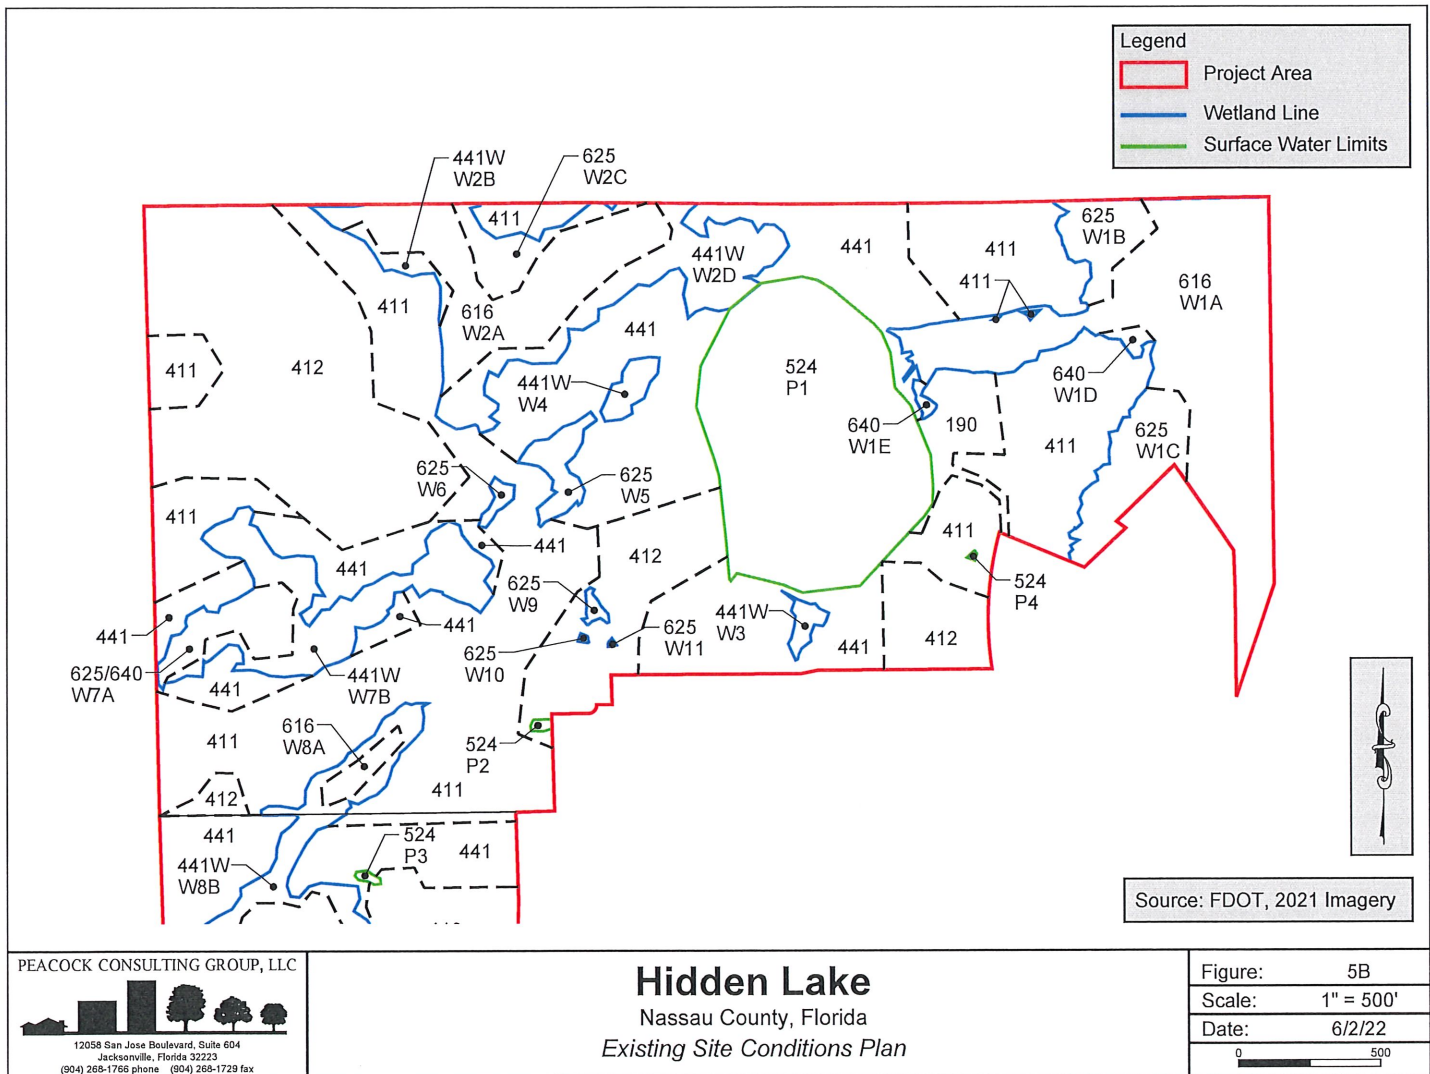 Legend
Project Area
Wetland Line
Surface Water Limits
441W
W2B
625
W2C
411
625
W1B
441W
W2D
441
411
411
616
W1A
411
616
W2A
441
411
412
524
P1
640
W1D
441W
W4
640
W1E
190
411
625
W1C
625
W6
625
W5
411
441
412
411
441
625
W9
524
P4
441
441
441W
W3
625
W11
441
412
625
W10
625/640
W7A
441
441W
W7B
616
W8A
411
524
P2
411
412
441
524
P3
441
441W
W8B
Source: FDOT, 2021 Imagery
PEACOCK CONSULTING GROUP, LLC
12058 San Jose Boulevard, Suite 604
Jacksonville, Florida 32223
(904) 268-1766 phone (904) 268-1729 fax
Hidden Lake
Nassau County, Florida
Existing Site Conditions Plan
Figure: 5B
Scale: 1" = 500'
Date: 6/2/22
0 500